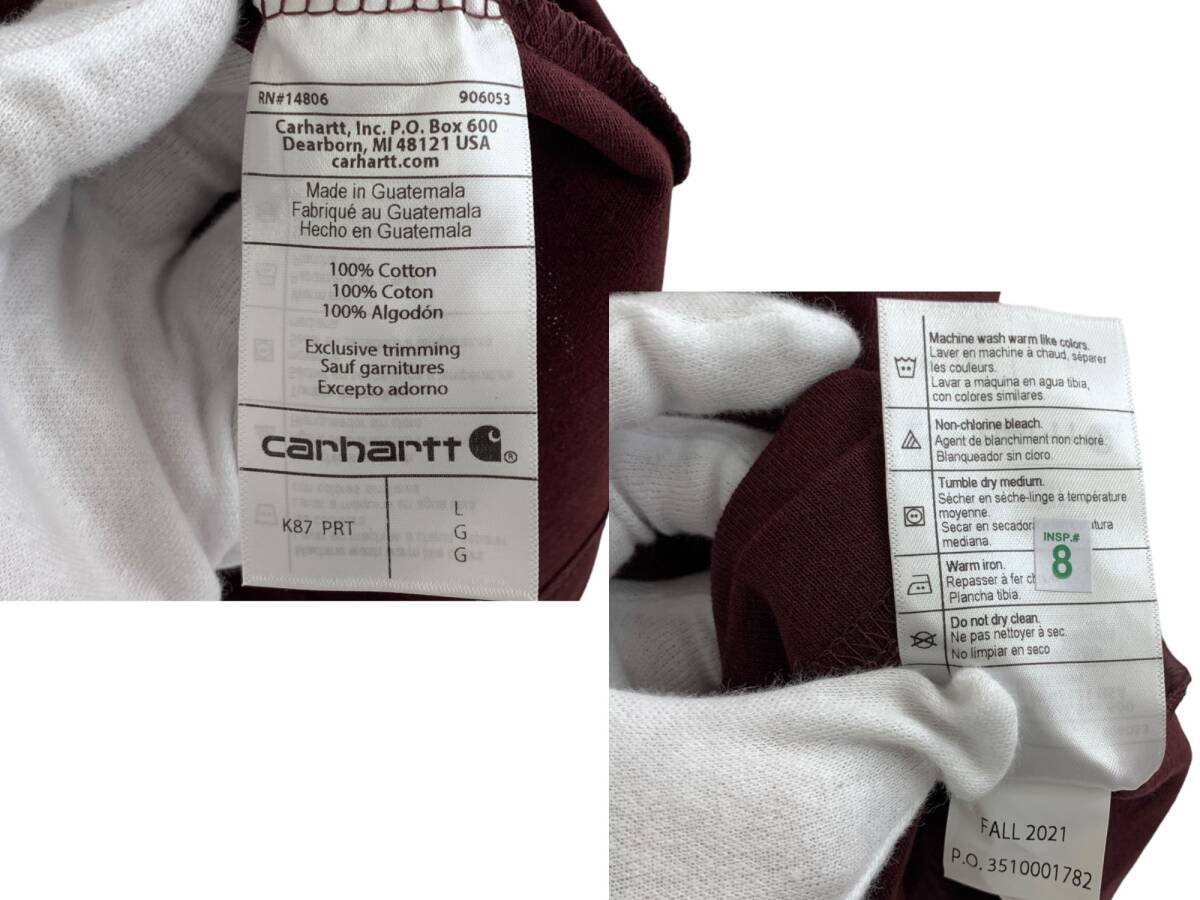 RN#14806 906053
Carhartt, Inc. P.O. Box 600
Dearborn, MI 48121 USA
carhartt.com
Made in Guatemala
Fabriqué au Guatemala
Hecho en Guatemala
100% Cotton
100% Coton
100% Algodón
Exclusive trimming
Sauf garnitures
Excepto adorno
carhartt ®
K87 PRT
L
G
G
Machine wash warm like colors.
Laver en machine à chaud, séparer
les couleurs.
Lavar a máquina en agua tibia,
con colores similares.
Non-chlorine bleach.
Agent de blanchiment non chloré.
Blanqueador sin cloro.
Tumble dry medium.
Sécher en sèche-linge à température
moyenne.
Secar en
mediana.
INSP.#
8
Warm iron.
Repasser à fer
Plancha tibia.
Do not dry clean.
Ne pas nettoyer à sec.
No limpiar en seco
FALL 2021
P.O. 3510001782